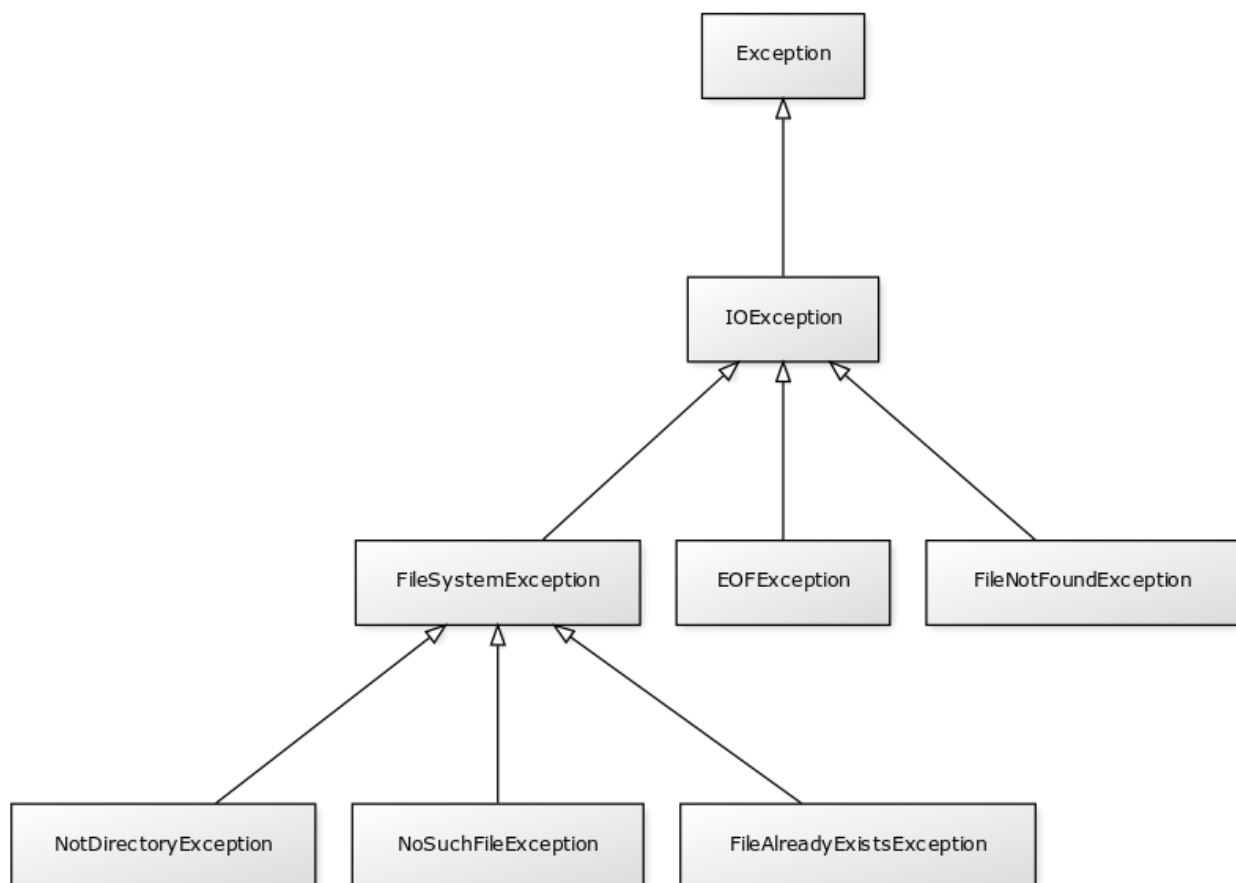 Exception
IOException
FileSystemException
EOFException
FileNotFoundException
NotDirectoryException
NoSuchFileException
FileAlreadyExistsException